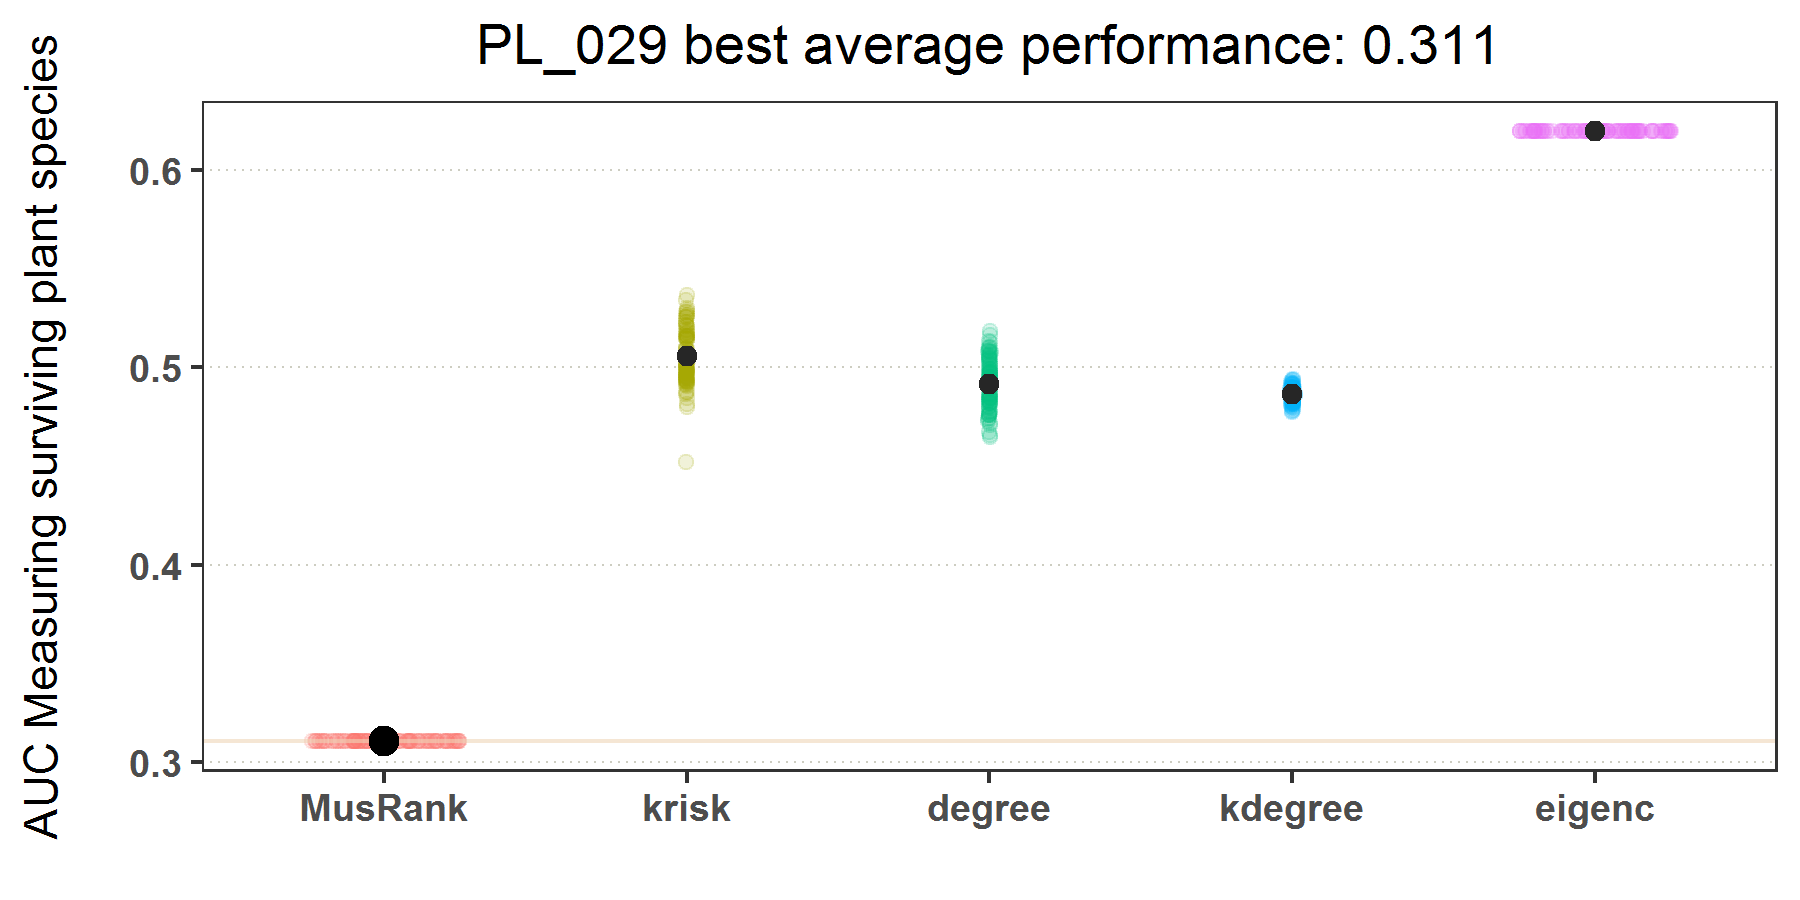 PL_029 best average performance: 0.311
AUC Measuring surviving plant species
0.6
0.5
0.4
0.3
MusRank krisk degree kdegree eigenc